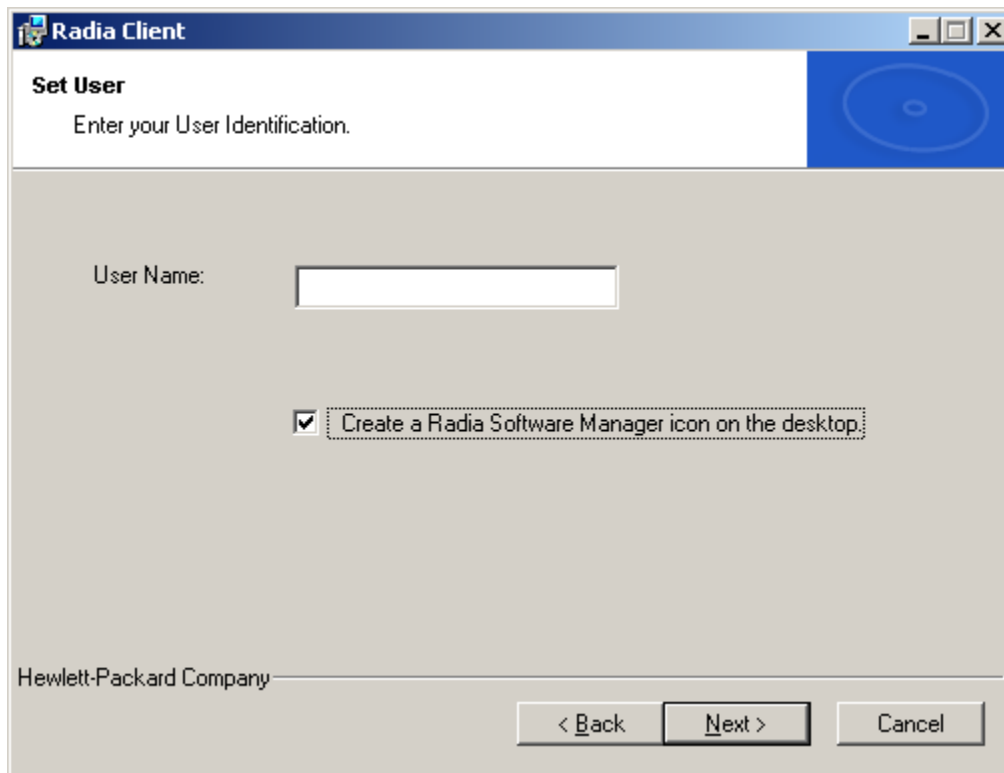 Radia Client
Set User
Enter your User Identification.
User Name:
Create a Radia Software Manager icon on the desktop.
Hewlett-Packard Company
< Back Next > Cancel